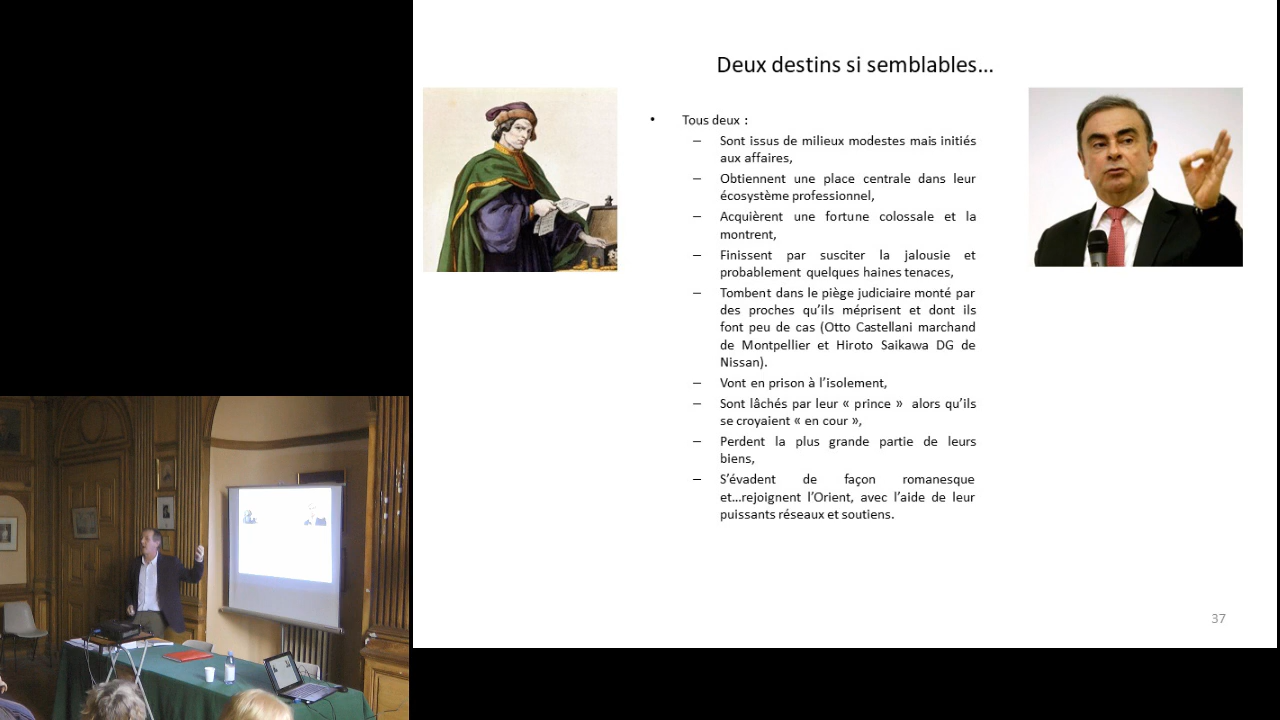 Deux destins si semblables...
• Tous deux :
– Sont issus de milieux modestes mais initiés
aux affaires,
– Obtiennent une place centrale dans leur
écosystème professionnel,
– Acquièrent une fortune colossale et la
montrent,
– Finissent par susciter la jalousie et
probablement quelques haines tenaces,
– Tombent dans le piège judiciaire monté par
des proches qu’ils méprisent et dont ils
font peu de cas (Otto Castellani marchand
de Montpellier et Hiroto Saikawa DG de
Nissan).
– Vont en prison à l’isolement,
– Sont lâchés par leur « prince » alors qu’ils
se croyaient « en cour »,
– Perdent la plus grande partie de leurs
biens,
– S’évadent de façon romanesque
et...rejoignent l’Orient, avec l’aide de leur
puissants réseaux et soutiens.
37